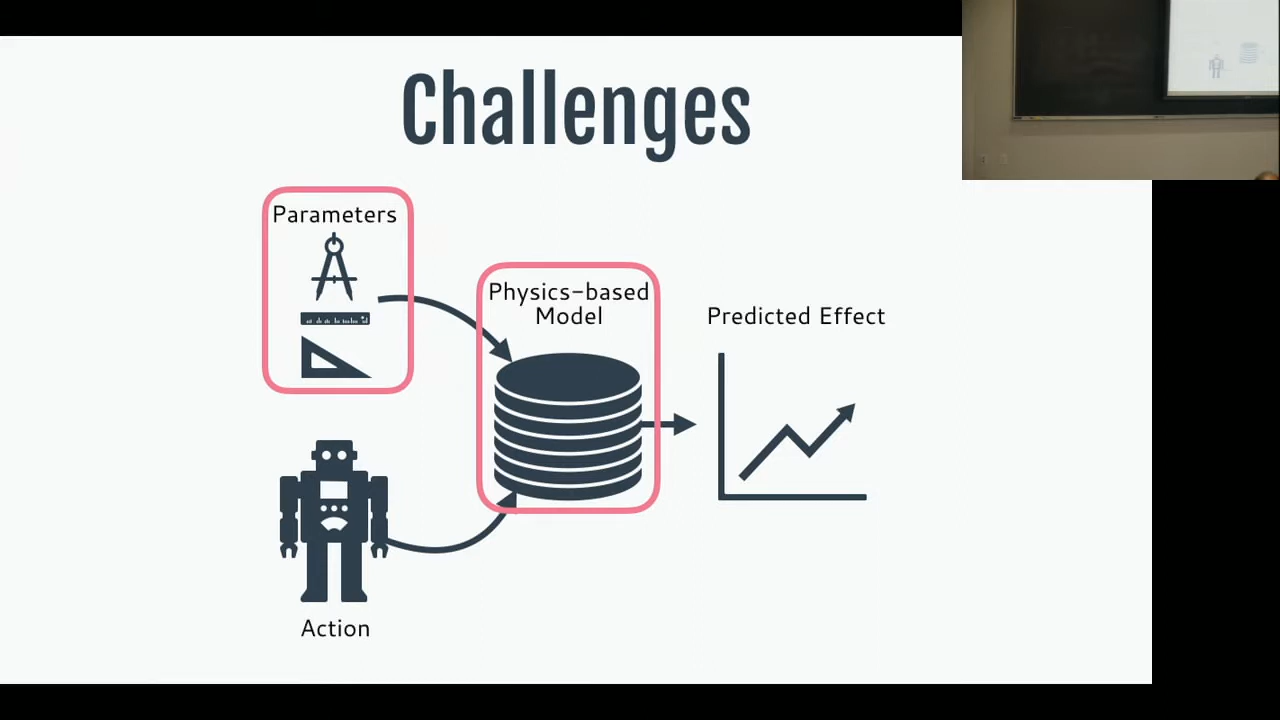 Challenges
Parameters
Physics-based
Model
Predicted Effect
Action